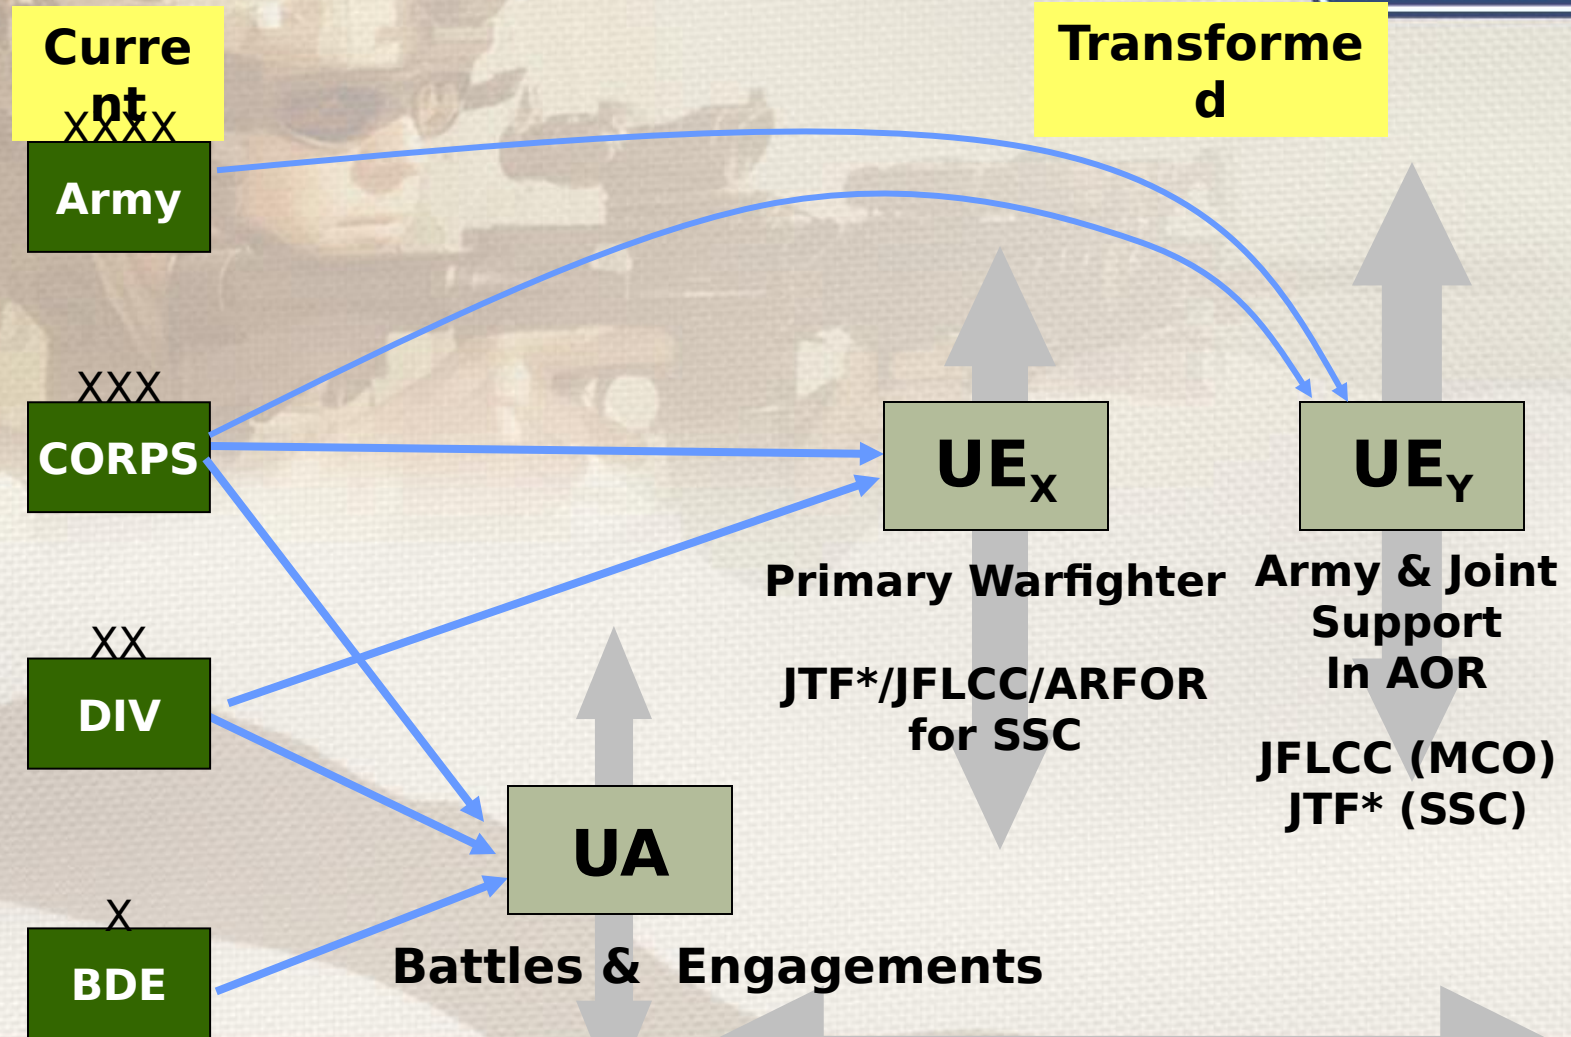 Curre
nt
Transforme
d
XXXX
Army
XXX
CORPS
UEX
UEY
Primary Warfighter
JTF*/JFLCC/ARFOR
for SSC
Army & Joint
Support
In AOR
JFLCC (MCO)
JTF* (SSC)
XX
DIV
UA
Battles & Engagements
X
BDE